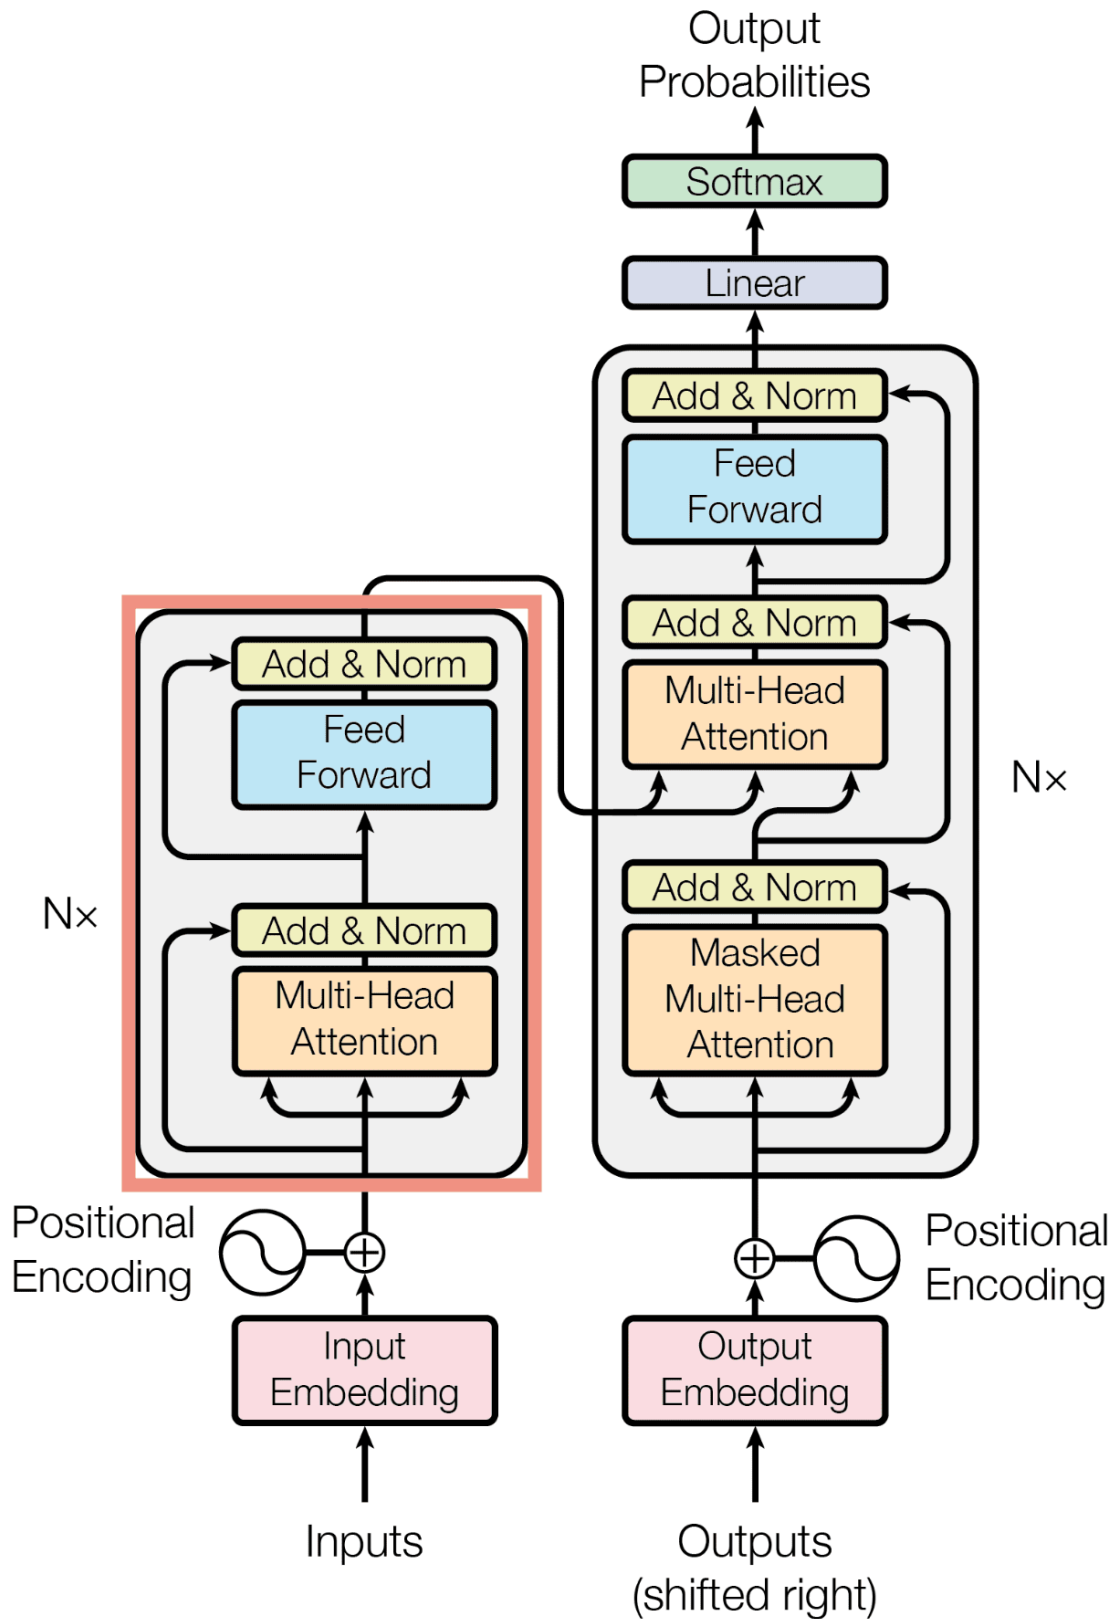 Output
Probabilities
Softmax
Linear
Add & Norm
Feed
Forward
Add & Norm
Multi-Head
Attention
Nx
Add & Norm
Masked
Multi-Head
Attention
Add & Norm
Feed
Forward
N×
Add & Norm
Multi-Head
Attention
Positional
Encoding
Positional
Encoding
Input
Embedding
Output
Embedding
Inputs
Outputs
(shifted right)